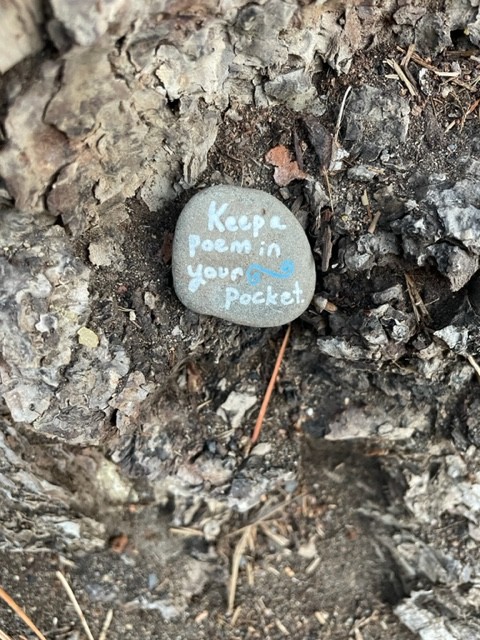 Keep a
poem in
your
pocket.